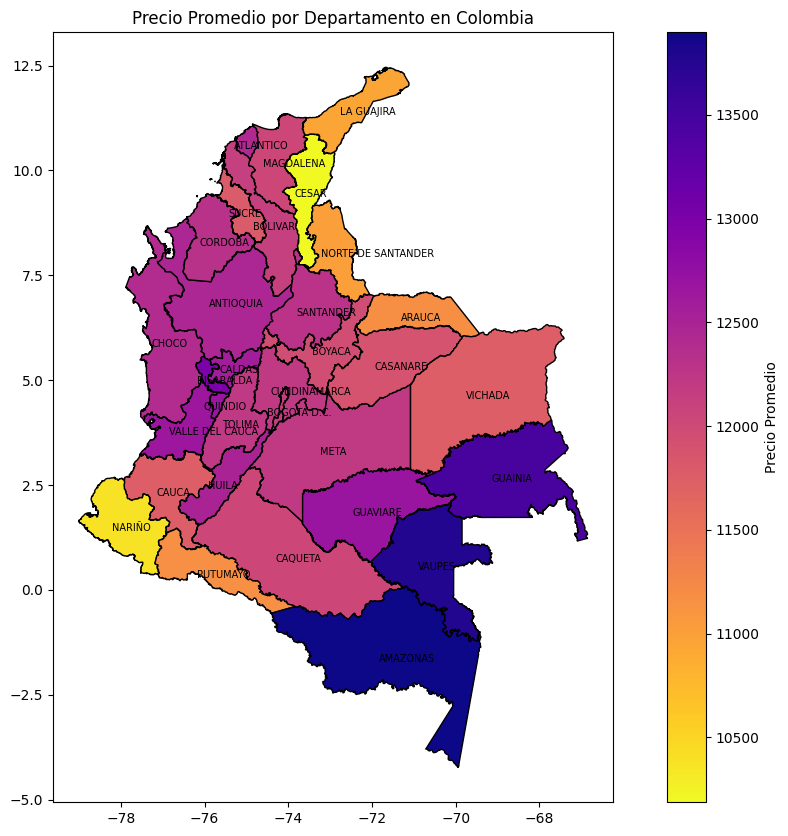 Precio Promedio por Departamento en Colombia
12.5
10.0
7.5
5.0
2.5
0.0
−2.5
−5.0
−78
−76
−74
−72
−70
−68
LA GUAJIRA
ATLANTICO
MAGDALENA
CESAR
SUCRE
BOLIVAR
CORDOBA
NORTE DE SANTANDER
ANTIOQUIA
SANTANDER
ARAUCA
CHOCO
BOYACA
CASANARE
CALDAS
RISARALDA
CUNDINAMARCA
VICHADA
QUINDIO
BOGOTA D.C.
TOLIMA
VALLE DEL CAUCA
META
HUILA
CAUCA
GUAINIA
NARIÑO
GUAVIARE
CAQUETA
VAUPES
PUTUMAYO
AMAZONAS
13500
13000
12500
12000
11500
11000
10500
Precio Promedio